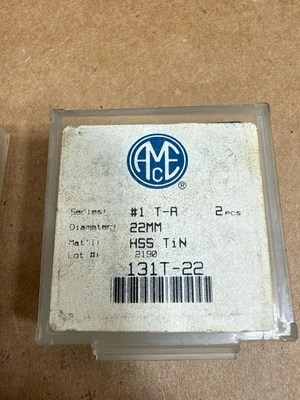 AMEC
®
Series: #1 T-A 2 pcs
Diameter: 22MM
Mat'l: HSS TiN
Lot #: 2190
131T-22